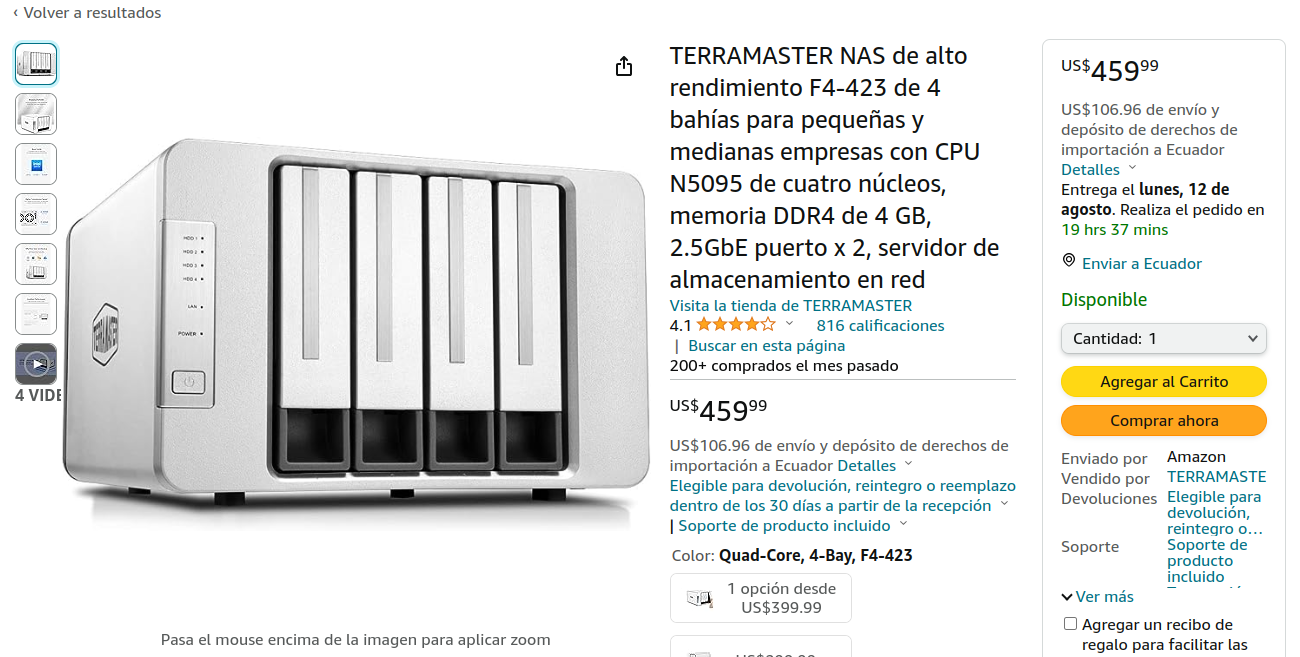 ‹ Volver a resultados
TERRAMASTER NAS de alto
rendimiento F4-423 de 4
bahías para pequeñas y
medianas empresas con CPU
N5095 de cuatro núcleos,
memoria DDR4 de 4 GB,
2.5GbE puerto x 2, servidor de
almacenamiento en red
Visita la tienda de TERRAMASTER
4.1
816 calificaciones
| Buscar en esta página
200+ comprados el mes pasado
US$45999
US$106.96 de envío y depósito de derechos de
importación a Ecuador Detalles
Elegible para devolución, reintegro o reemplazo
dentro de los 30 días a partir de la recepción
| Soporte de producto incluido
Color: Quad-Core, 4-Bay, F4-423
1 opción desde
US$399.99
HDD 1
HDD 2
HDD 3
HDD 4
LAN
POWER
TERRAMASTER
4 VIDE
Pasa el mouse encima de la imagen para aplicar zoom
US$45999
US$106.96 de envío y
depósito de derechos de
importación a Ecuador
Detalles
Entrega el lunes, 12 de
agosto. Realiza el pedido en
19 hrs 37 mins
Enviar a Ecuador
Disponible
Cantidad: 1
Agregar al Carrito
Comprar ahora
Enviado por Amazon
Vendido por TERRAMASTE
Devoluciones Elegible para
devolución,
reintegro o...
Soporte Soporte de
producto
incluido
Ver más
Agregar un recibo de
regalo para facilitar las